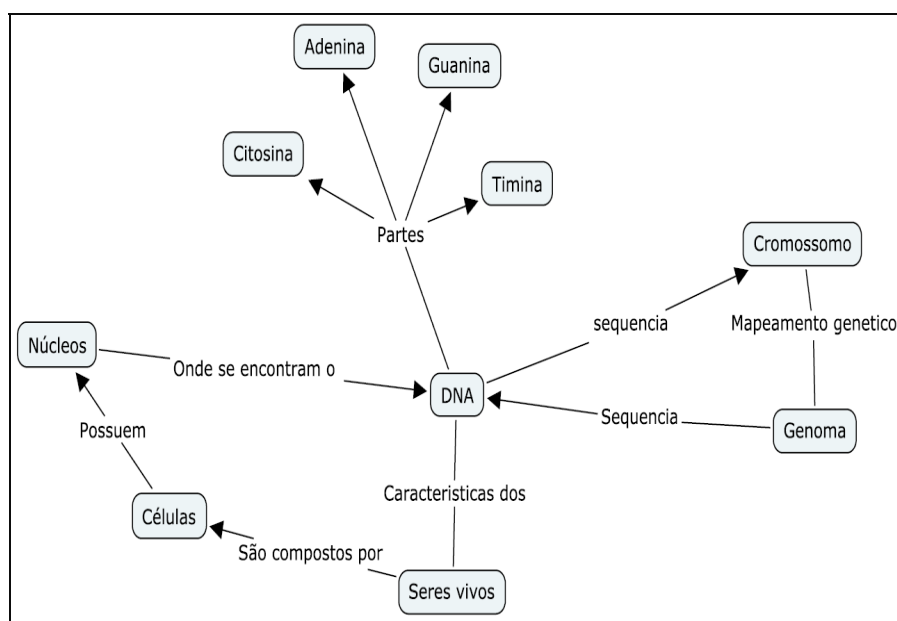 Adenina
Guanina
Citosina
Timina
Partes
Cromossomo
sequencia
Mapeamento genetico
Núcleos
Onde se encontram o
DNA
Sequencia
Genoma
Possuem
Caracteristicas dos
Células
São compostos por
Seres vivos